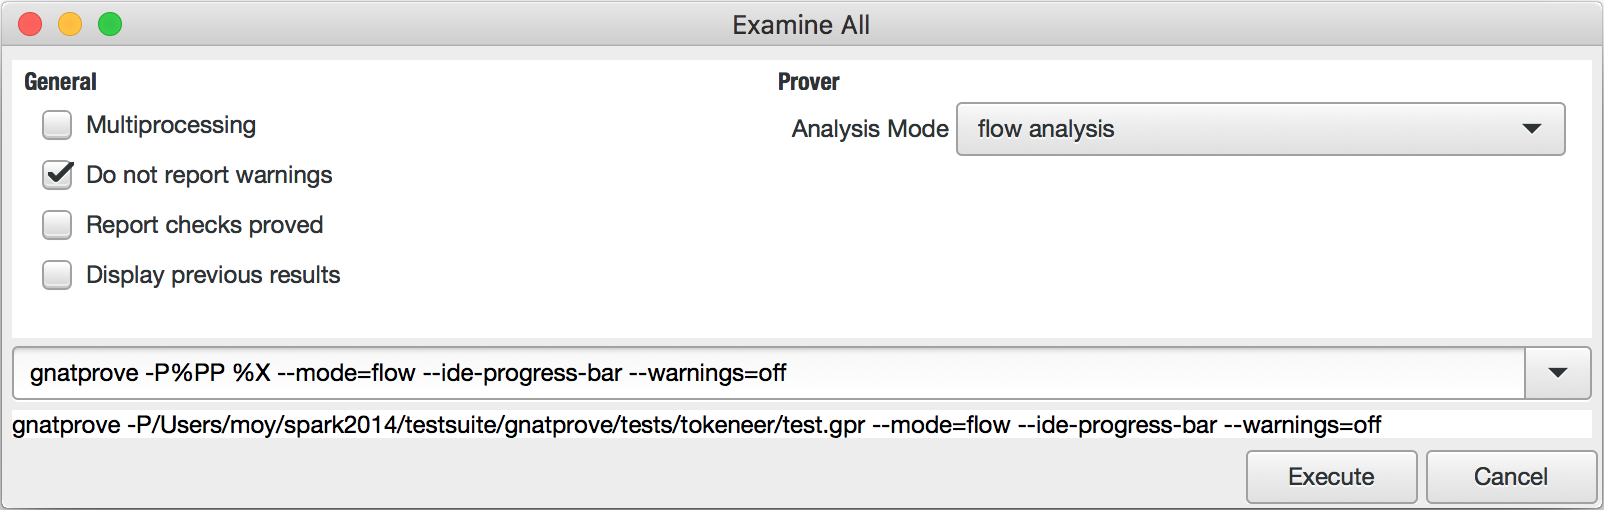 Examine All
General
Multiprocessing
Do not report warnings
Report checks proved
Display previous results
Prover
Analysis Mode flow analysis
gnatprove -P%PP %X --mode=flow --ide-progress-bar --warnings=off
gnatprove -P/Users/moy/spark2014/testsuite/gnatprove/tests/tokeneer/test.gpr --mode=flow --ide-progress-bar --warnings=off
Execute Cancel